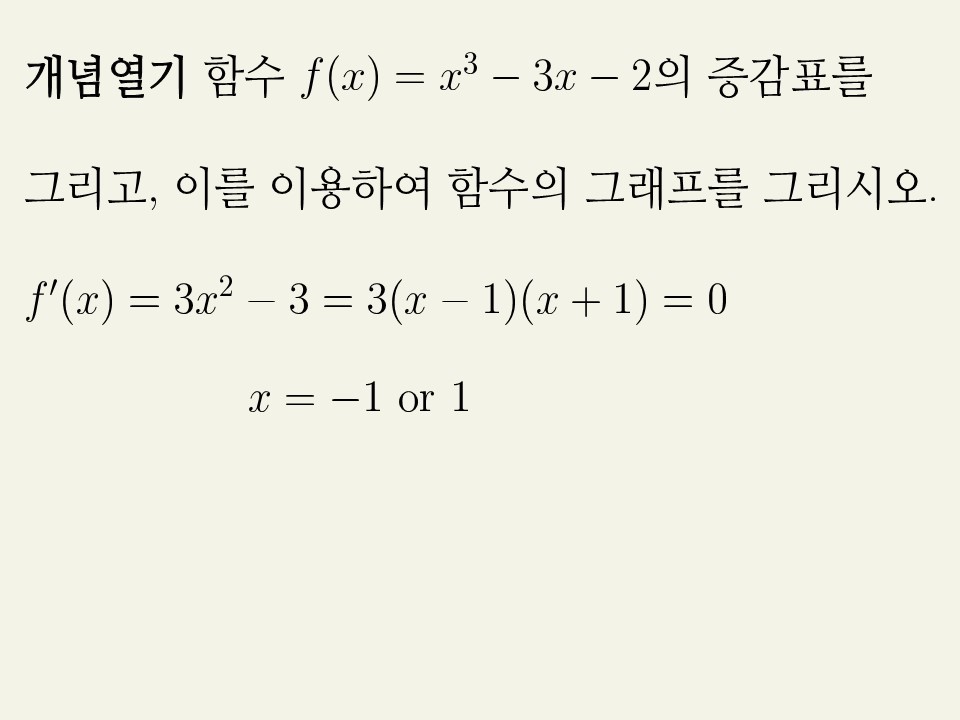 개념열기 함수 $f(x) = x^3 - 3x - 2$의 증감표를
그리고, 이를 이용하여 함수의 그래프를 그리시오.
$f'(x) = 3x^2 - 3 = 3(x - 1)(x + 1) = 0$
$x = -1$ or $1$